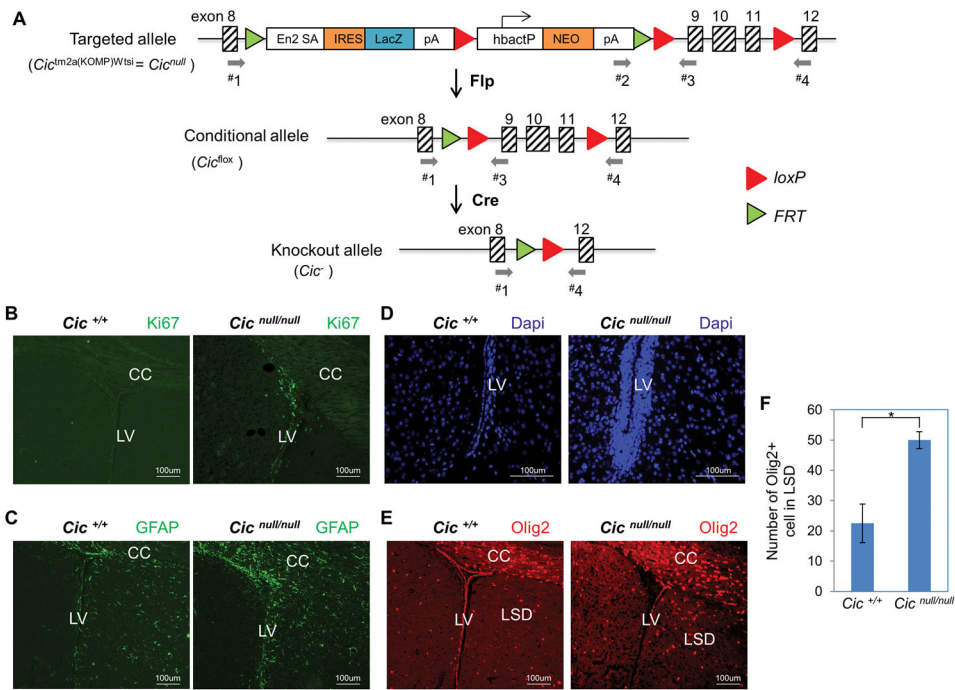 A
exon 8 9 10 11 12
Targeted allele
En2 SA IRES LacZ pA hbactP NEO pA
(Cictm2a(KOMP)Wtsi = Cicnull )
#1 #2 #3 #4
Flp
exon 8 9 10 11 12
Conditional allele
(Cicflox )
#1 #3 #4
loxP
Cre
FRT
exon 8 12
Knockout allele
(Cic- )
#1 #4
B
Cic +/+ Ki67 Cic null/null Ki67
CC CC
LV LV
100um 100um
D
Cic +/+ Dapi Cic null/null Dapi
LV LV
100um 100um
C
Cic +/+ GFAP Cic null/null GFAP
CC CC
LV LV
100um 100um
E
Cic +/+ Olig2 Cic null/null Olig2
CC CC
LV LSD LV LSD
100um 100um
F
Number of Olig2+
cell in LSD
60
50
40
30
20
10
0
*
Cic +/+ Cic null/null